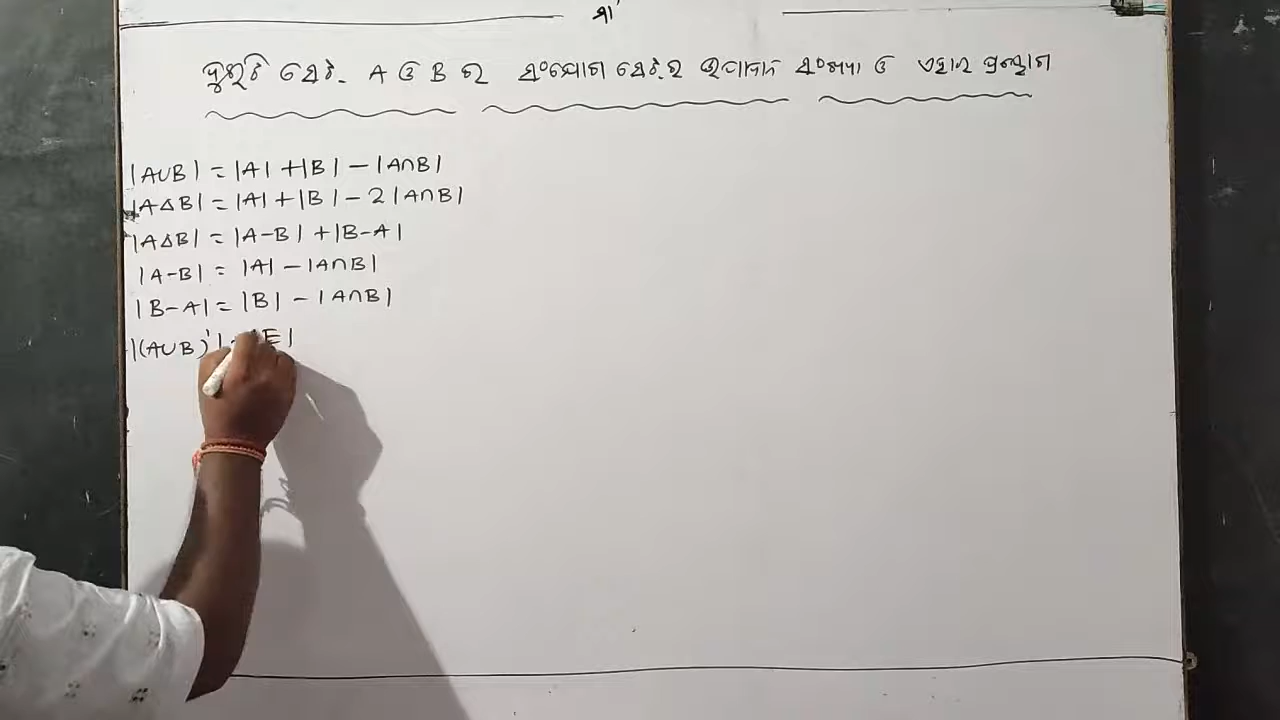 ଶ୍ରୀ
ଦୁଇଟି ସେଟ୍ A ଓ B ର ସଂଯୋଗ ସେଟ୍‌ର ଉପାଦାନ ସଂଖ୍ୟା ଓ ଏହାର ପ୍ରୟୋଗ
|A∪B| = |A| + |B| - |A∩B|
|A∆B| = |A| + |B| - 2|A∩B|
|A∆B| = |A-B| + |B-A|
|A-B| = |A| - |A∩B|
|B-A| = |B| - |A∩B|
|(A∪B)'| = |E|